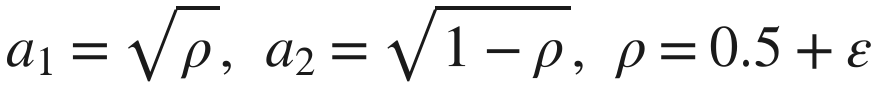 a₁ = √ρ, a₂ = √(1 − ρ), ρ = 0.5 + ε